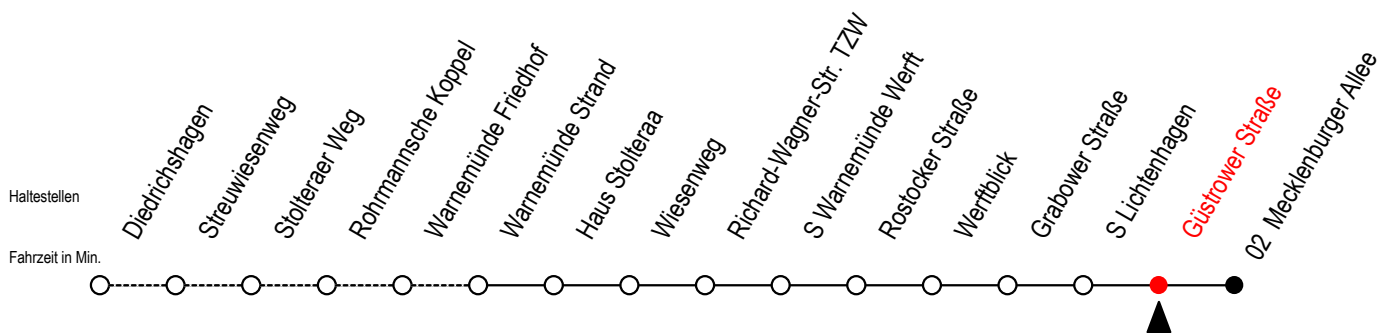 Haltestellen
Diedrichshagen
Streuwiesenweg
Stolteraer Weg
Rohrmannsche Koppel
Warnemünde Friedhof
Warnemünde Strand
Haus Stolteraa
Wiesenweg
Richard-Wagner-Str. TZW
S Warnemünde Werft
Rostocker Straße
Werftblick
Grabower Straße
S Lichtenhagen
Güstrower Straße
02 Mecklenburger Allee
Fahrzeit in Min.